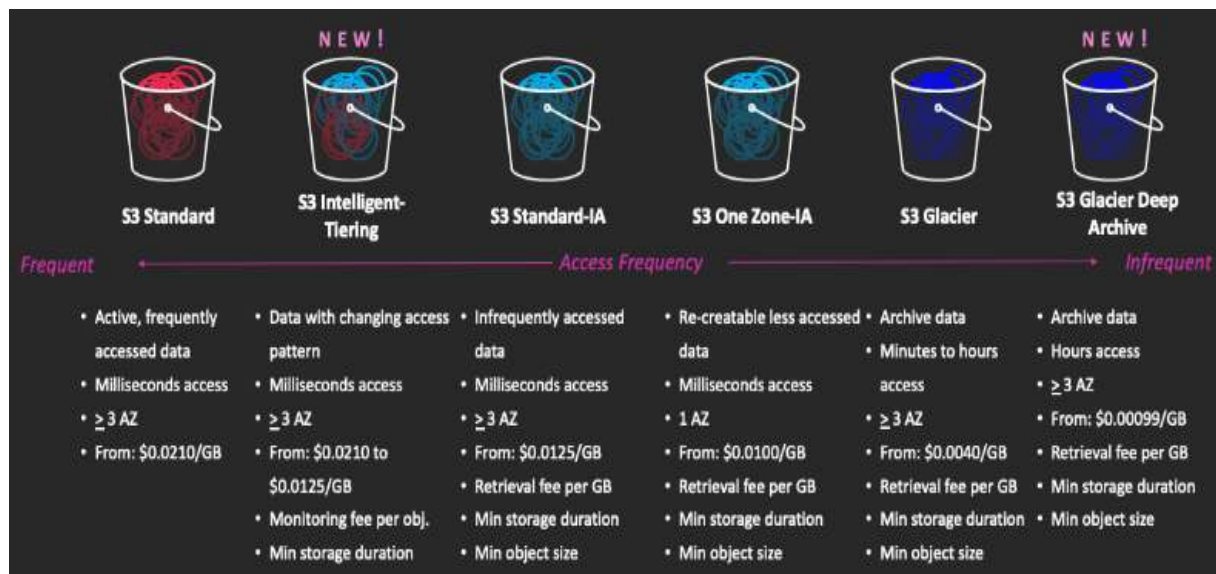 NEW!
NEW!
S3 Standard
S3 Intelligent-
Tiering
S3 Standard-IA
S3 One Zone-IA
S3 Glacier
S3 Glacier Deep
Archive
Frequent
Access Frequency
Infrequent
• Active, frequently
accessed data
• Milliseconds access
• ≥ 3 AZ
• From: $0.0210/GB
• Data with changing access
pattern
• Milliseconds access
• ≥ 3 AZ
• From: $0.0210 to
$0.0125/GB
• Monitoring fee per obj.
• Min storage duration
• Infrequently accessed
data
• Milliseconds access
• ≥ 3 AZ
• From: $0.0125/GB
• Retrieval fee per GB
• Min storage duration
• Min object size
• Re-creatable less accessed
data
• Milliseconds access
• 1 AZ
• From: $0.0100/GB
• Retrieval fee per GB
• Min storage duration
• Min object size
• Archive data
• Minutes to hours
access
• ≥ 3 AZ
• From: $0.0040/GB
• Retrieval fee per GB
• Min storage duration
• Min object size
• Archive data
• Hours access
• ≥ 3 AZ
• From: $0.00099/GB
• Retrieval fee per GB
• Min storage duration
• Min object size